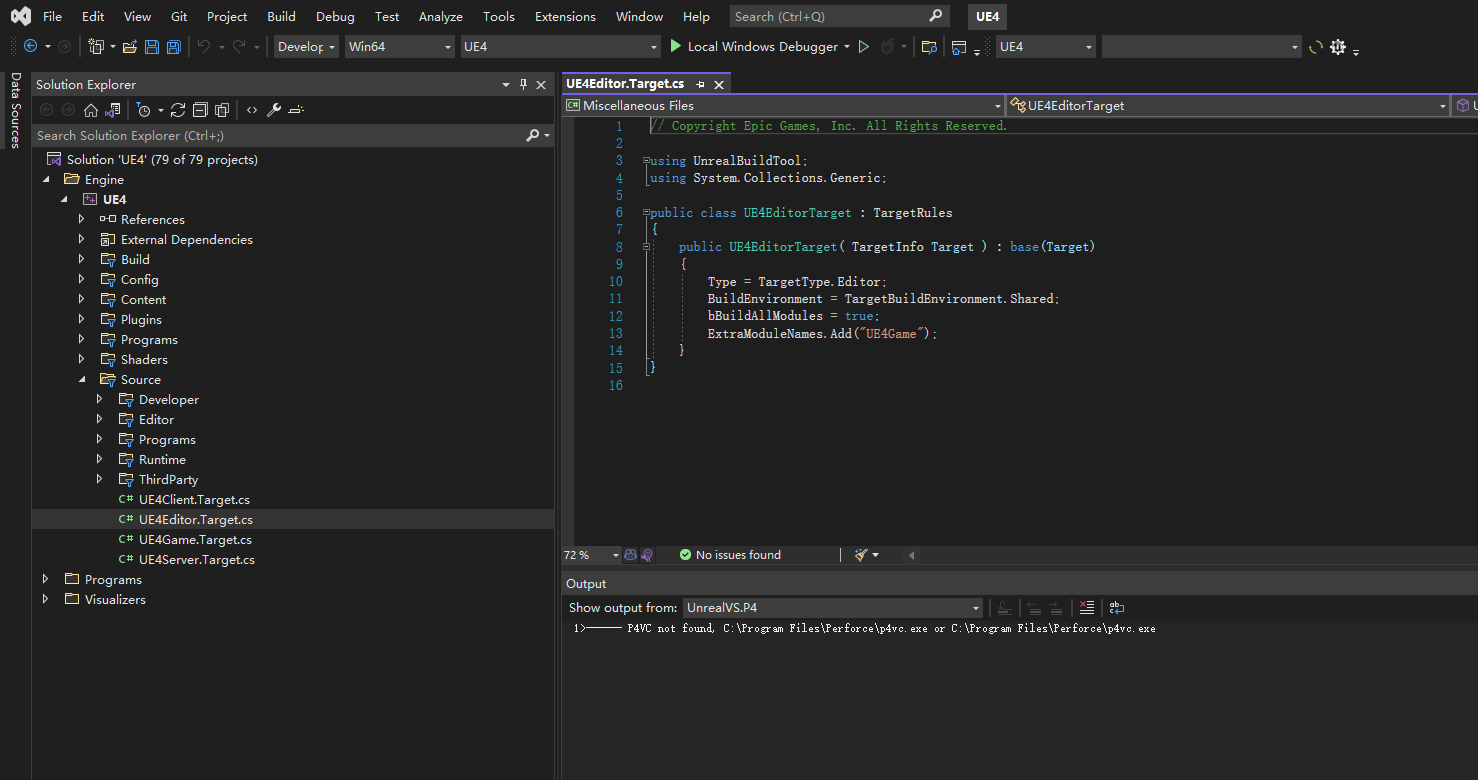 File Edit View Git Project Build Debug Test Analyze Tools Extensions Window Help Search (Ctrl+Q) UE4
Develop Win64 UE4 Local Windows Debugger UE4
Data Sources
Solution Explorer
Search Solution Explorer (Ctrl+;)
Solution 'UE4' (79 of 79 projects)
Engine
UE4
References
External Dependencies
Build
Config
Content
Plugins
Programs
Shaders
Source
Developer
Editor
Programs
Runtime
ThirdParty
C# UE4Client.Target.cs
C# UE4Editor.Target.cs
C# UE4Game.Target.cs
C# UE4Server.Target.cs
Programs
Visualizers
UE4Editor.Target.cs
C# Miscellaneous Files UE4EditorTarget
1 // Copyright Epic Games, Inc. All Rights Reserved.
2
3 using UnrealBuildTool;
4 using System.Collections.Generic;
5
6 public class UE4EditorTarget : TargetRules
7 {
8 public UE4EditorTarget( TargetInfo Target ) : base(Target)
9 {
10 Type = TargetType.Editor;
11 BuildEnvironment = TargetBuildEnvironment.Shared;
12 bBuildAllModules = true;
13 ExtraModuleNames.Add("UE4Game");
14 }
15 }
16
72 % No issues found
Output
Show output from: UnrealVS.P4
1>------ P4VC not found, C:\Program Files\Perforce\p4vc.exe or C:\Program Files\Perforce\p4vc.exe